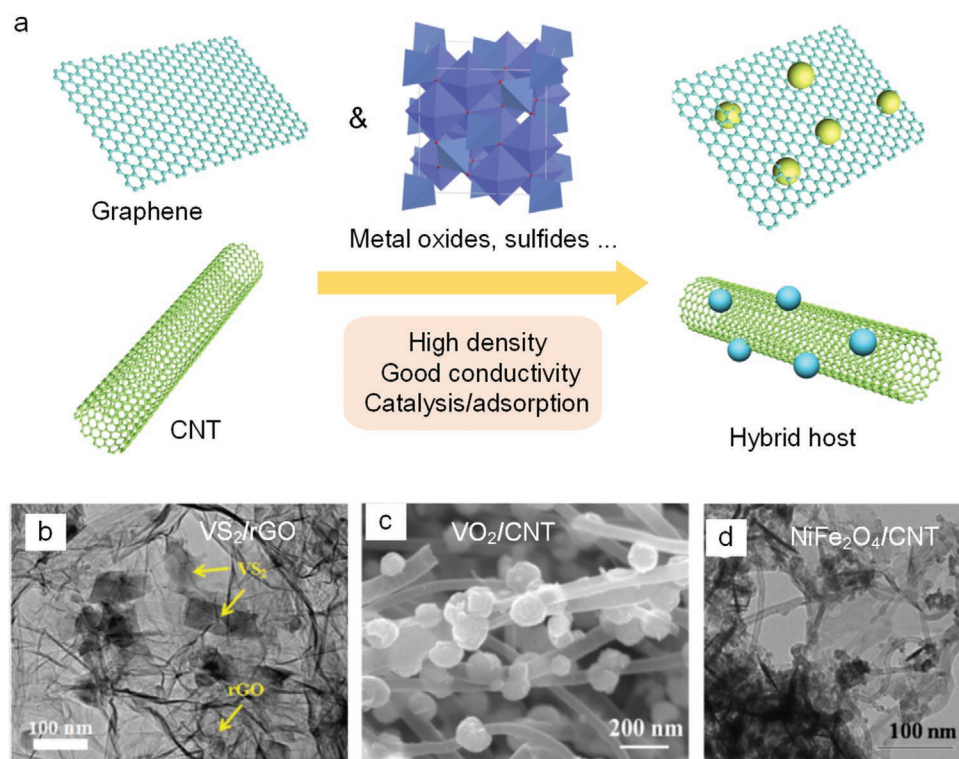 a
Graphene
&
Metal oxides, sulfides ...
High density
Good conductivity
Catalysis/adsorption
CNT
Hybrid host
b
VS₂/rGO
VS₂
rGO
100 nm
c
VO₂/CNT
200 nm
d
NiFe₂O₄/CNT
100 nm